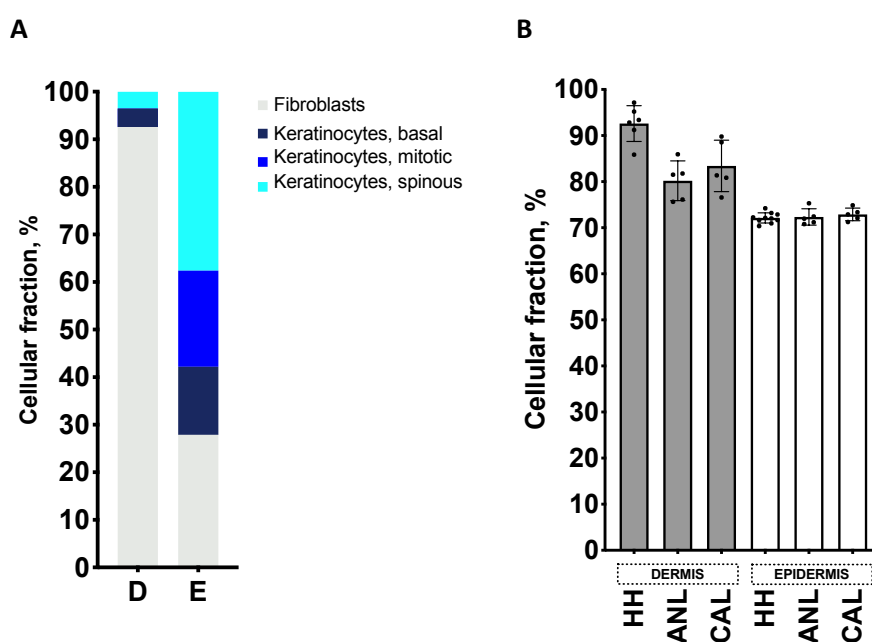 A
Cellular fraction, %
100
90
80
70
60
50
40
30
20
10
0
D E
Fibroblasts
Keratinocytes, basal
Keratinocytes, mitotic
Keratinocytes, spinous
B
Cellular fraction, %
100
90
80
70
60
50
40
30
20
10
0
DERMIS EPIDERMIS
HH ANL CAL HH ANL CAL